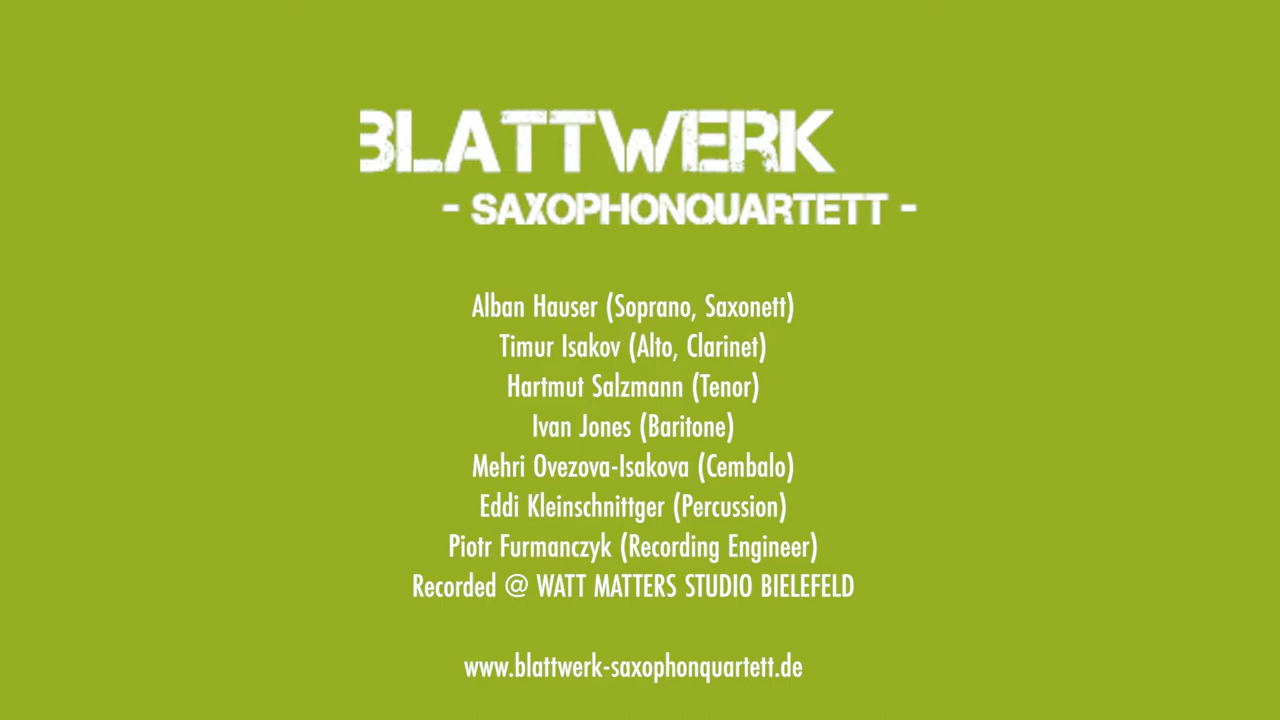 BLATTWERK
- SAXOPHONQUARTETT -
Alban Hauser (Soprano, Saxonett)
Timur Isakov (Alto, Clarinet)
Hartmut Salzmann (Tenor)
Ivan Jones (Baritone)
Mehri Ovezova-Isakova (Cembalo)
Eddi Kleinschnittger (Percussion)
Piotr Furmanczyk (Recording Engineer)
Recorded @ WATT MATTERS STUDIO BIELEFELD
www.blattwerk-saxophonquartett.de